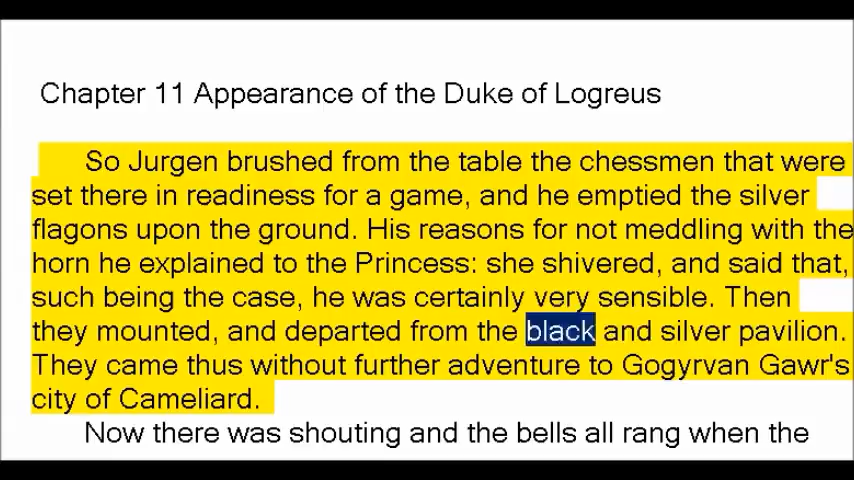 Chapter 11 Appearance of the Duke of Logreus
So Jurgen brushed from the table the chessmen that were
set there in readiness for a game, and he emptied the silver
flagons upon the ground. His reasons for not meddling with the
horn he explained to the Princess: she shivered, and said that,
such being the case, he was certainly very sensible. Then
they mounted, and departed from the black and silver pavilion.
They came thus without further adventure to Gogyrvan Gawr's
city of Cameliard.
Now there was shouting and the bells all rang when the